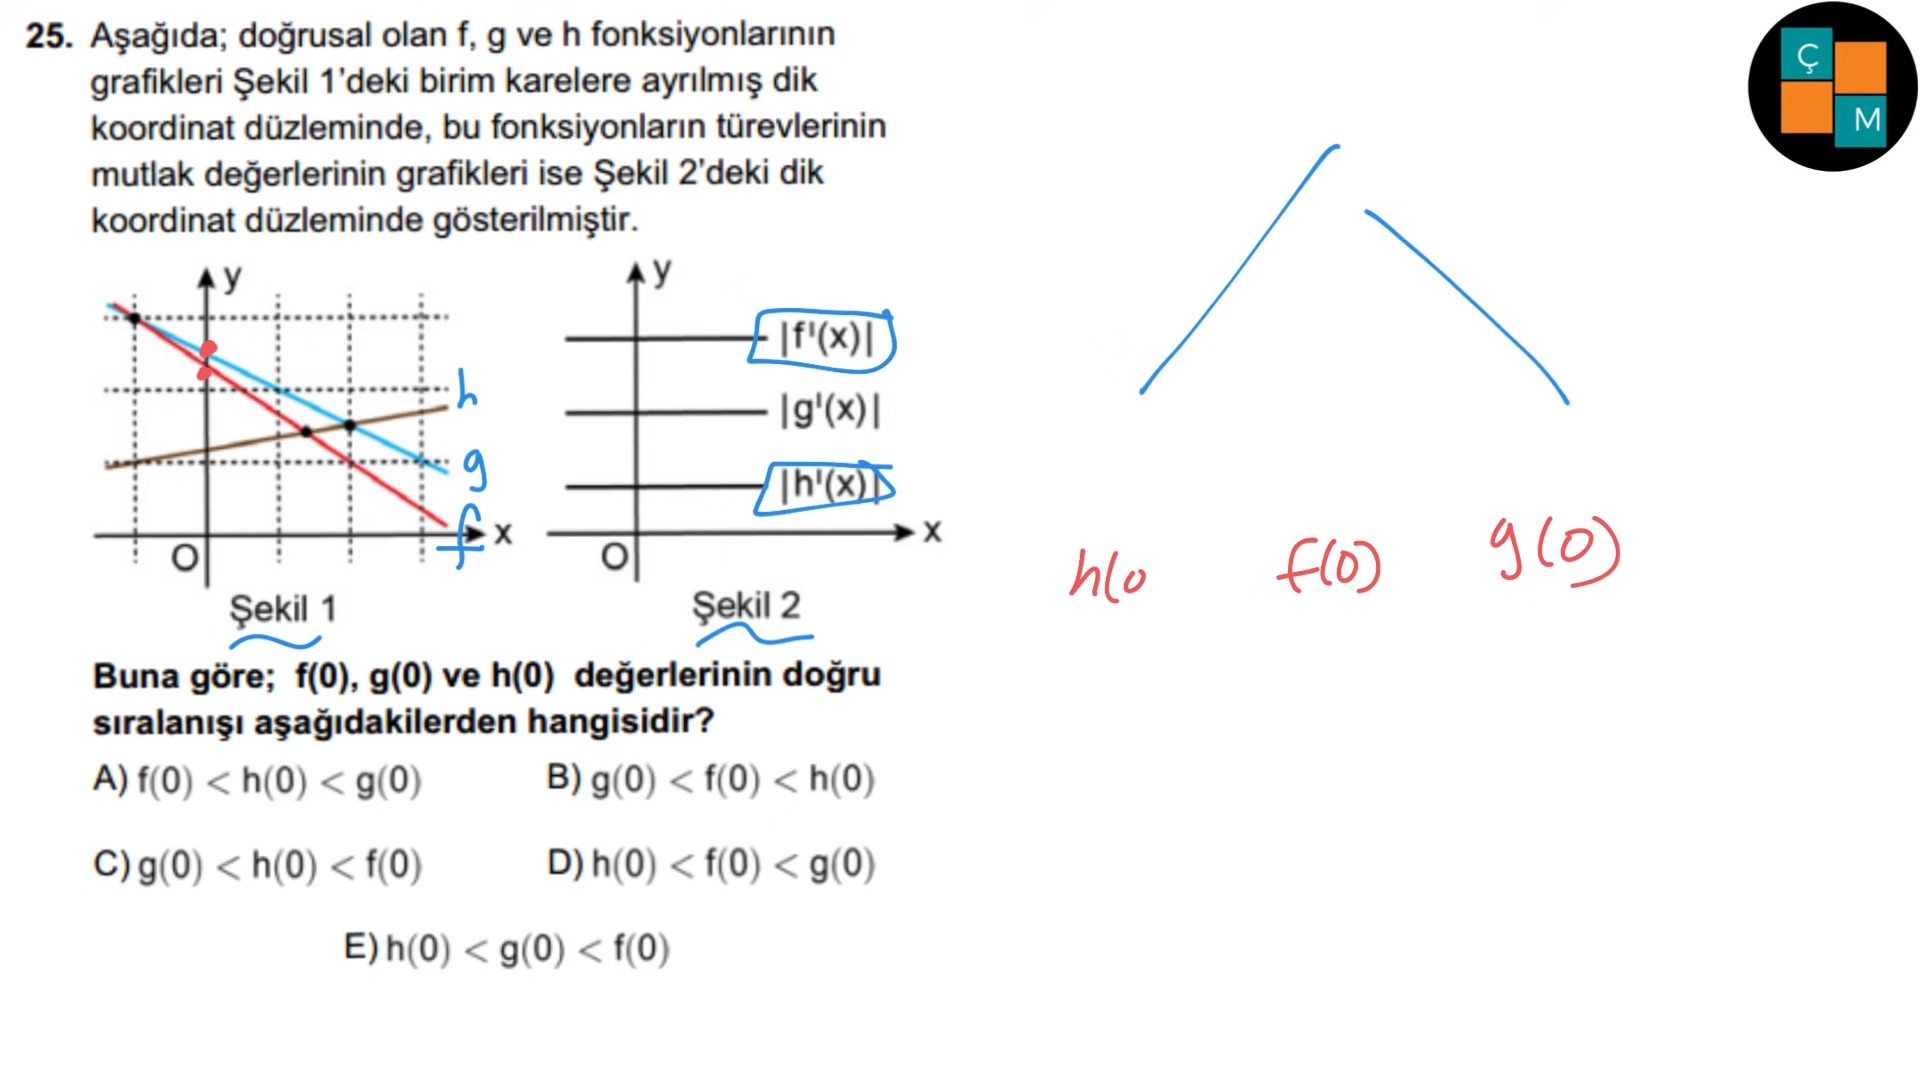 25. Aşağıda; doğrusal olan f, g ve h fonksiyonlarının
grafikleri Şekil 1'deki birim karelere ayrılmış dik
koordinat düzleminde, bu fonksiyonların türevlerinin
mutlak değerlerinin grafikleri ise Şekil 2'deki dik
koordinat düzleminde gösterilmiştir.
Ç
M
y
h
g
f
x
O
Şekil 1
y
|f'(x)|
|g'(x)|
|h'(x)|
x
O
Şekil 2
h(0 f(0) g(0)
Buna göre; f(0), g(0) ve h(0) değerlerinin doğru
sıralanışı aşağıdakilerden hangisidir?
A) f(0) < h(0) < g(0) B) g(0) < f(0) < h(0)
C) g(0) < h(0) < f(0) D) h(0) < f(0) < g(0)
E) h(0) < g(0) < f(0)